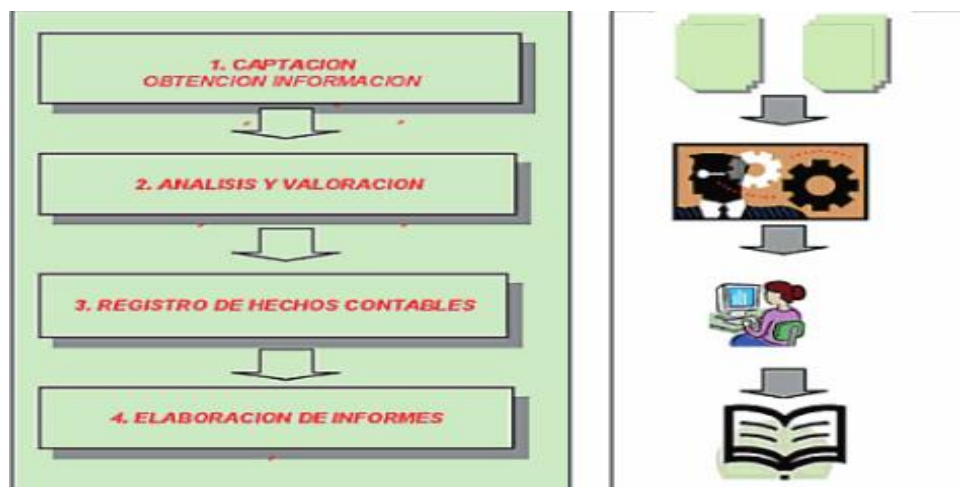 1. CAPTACION
OBTENCION INFORMACION
2. ANALISIS Y VALORACION
3. REGISTRO DE HECHOS CONTABLES
4. ELABORACION DE INFORMES